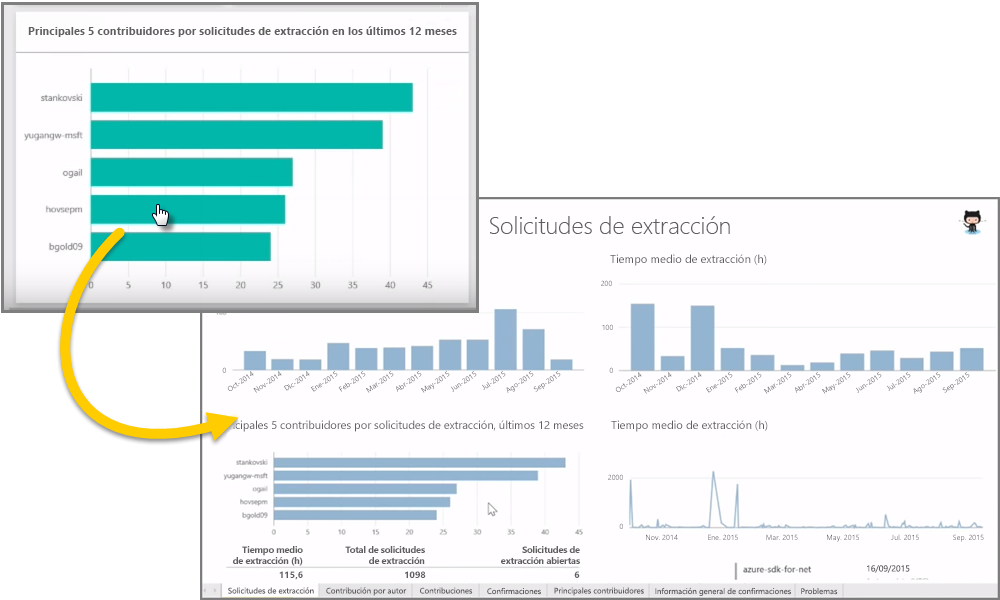 Principales 5 contribuidores por solicitudes de extracción en los últimos 12 meses
stankovski
yugangw-msft
ogail
hovsepm
bgold09
0 5 10 15 20 25 30 35 40 45
Solicitudes de extracción
Tiempo medio de extracción (h)
200
100
0
Oct-2014 Nov-2014 Dic-2014 Ene-2015 Feb-2015 Mar-2015 Abr-2015 May-2015 Jun-2015 Jul-2015 Ago-2015 Sep-2015
0
Oct-2014 Nov-2014 Dic-2014 Ene-2015 Feb-2015 Mar-2015 Abr-2015 May-2015 Jun-2015 Jul-2015 Ago-2015 Sep-2015
cipales 5 contribuidores por solicitudes de extracción, últimos 12 meses
stankovski
yugangw-msft
ogail
hovsepm
bgold09
0 5 10 15 20 25 30 35 40 45
Tiempo medio de extracción (h)
2000
0
Nov. 2014 Ene. 2015 Mar. 2015 May. 2015 Jul. 2015 Sep. 2015
Tiempo medio
de extracción (h)
115,6
Total de solicitudes
de extracción
1098
Solicitudes de
extracción abiertas
6
azure-sdk-for-net 16/09/2015
Solicitudes de extracción Contribución por autor Contribuciones Confirmaciones Principales contribuidores Información general de confirmaciones Problemas